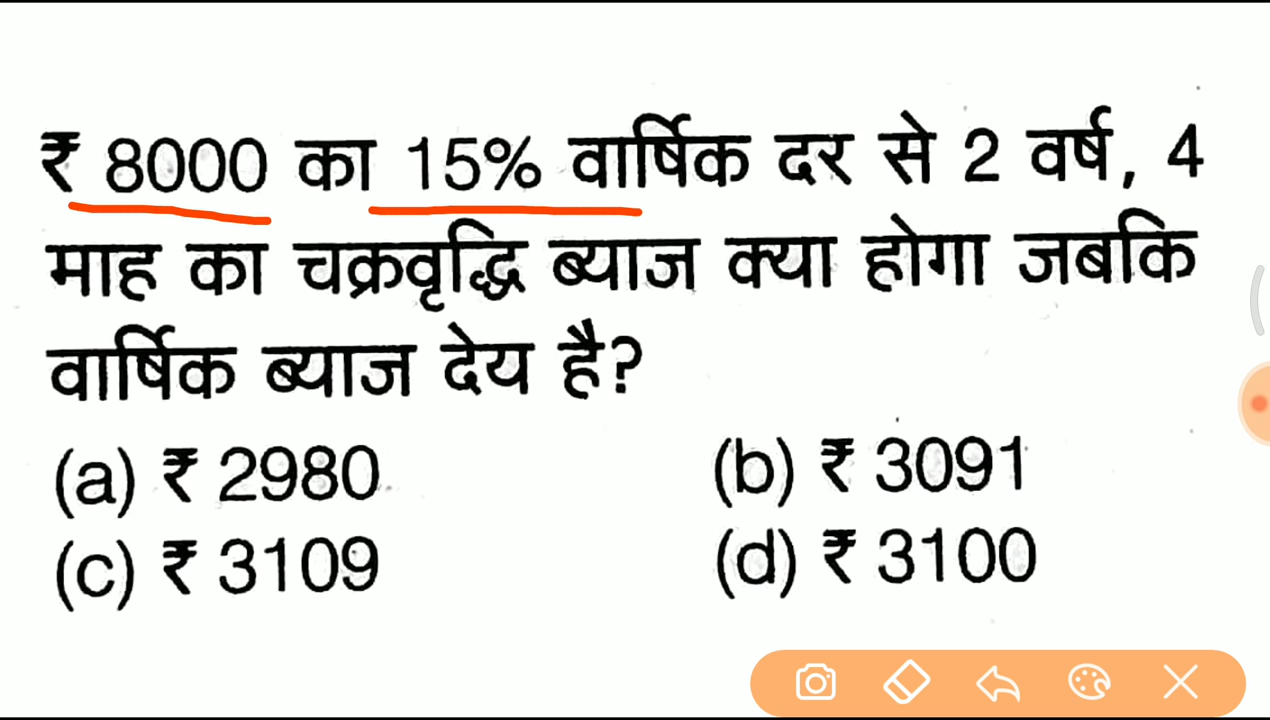 ₹ 8000 का 15% वार्षिक दर से 2 वर्ष, 4
माह का चक्रवृद्धि ब्याज क्या होगा जबकि
वार्षिक ब्याज देय है?
(a) ₹ 2980 (b) ₹ 3091
(c) ₹ 3109 (d) ₹ 3100